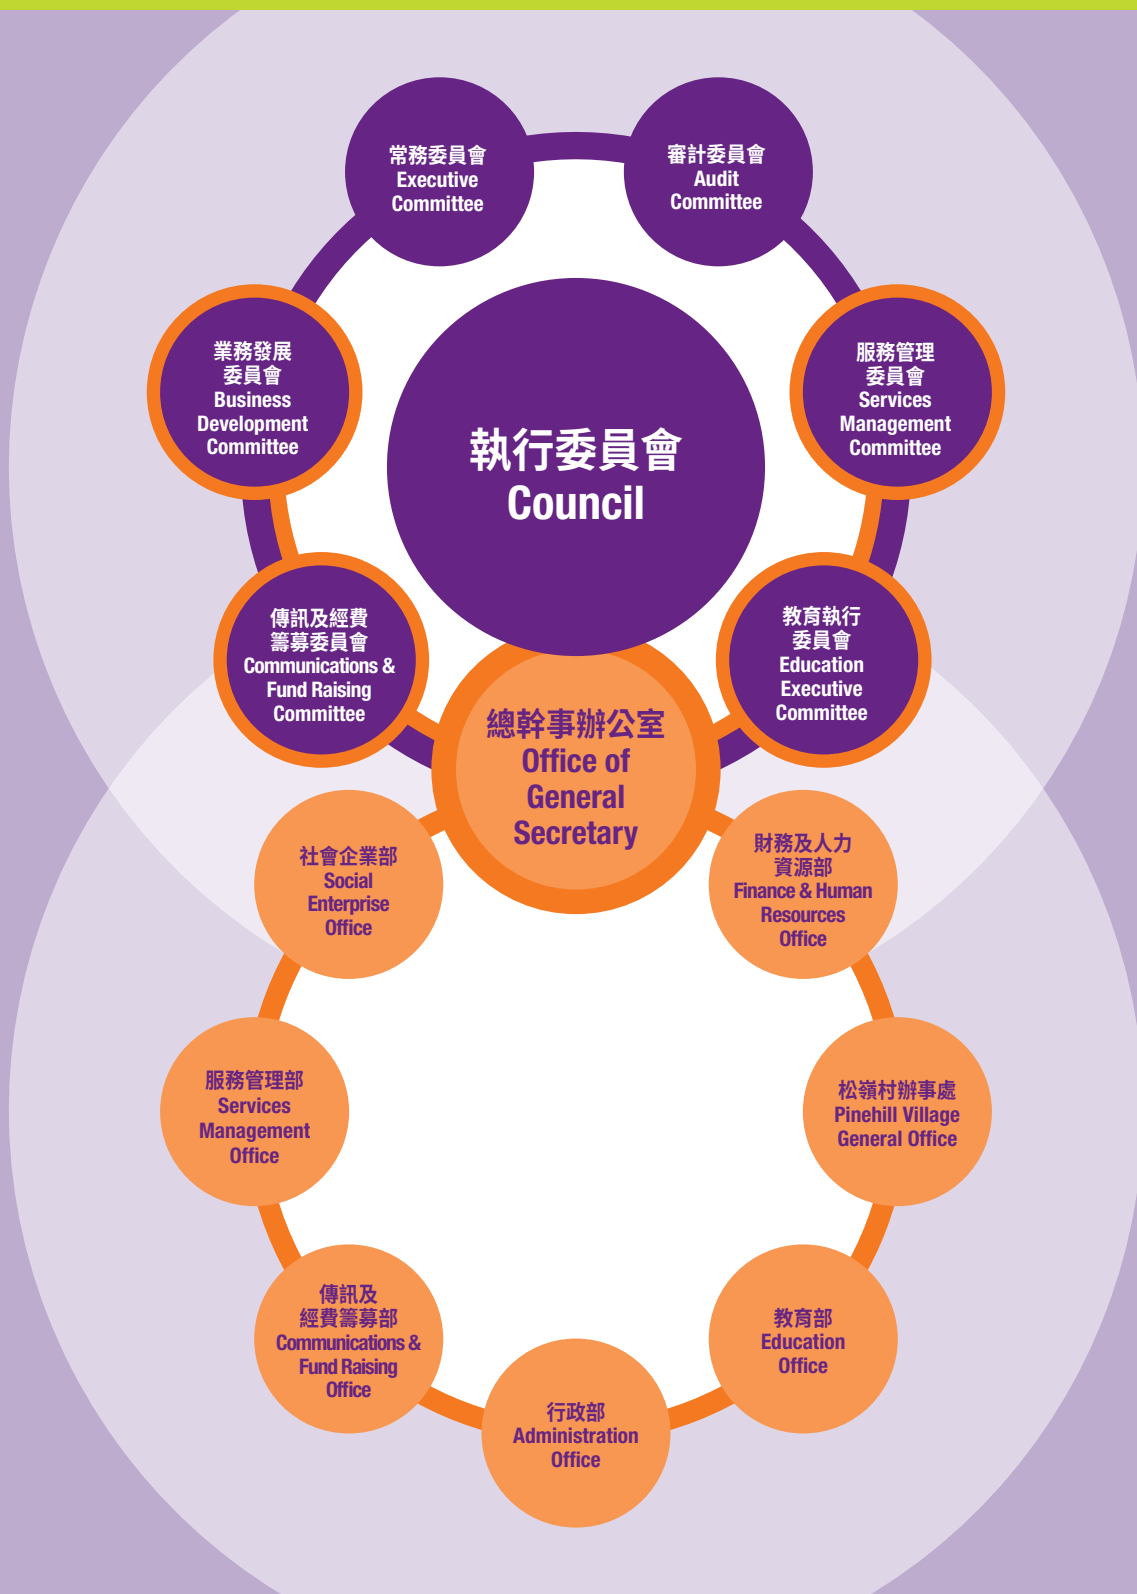 常務委員會
Executive
Committee
審計委員會
Audit
Committee
業務發展
委員會
Business
Development
Committee
服務管理
委員會
Services
Management
Committee
執行委員會
Council
傳訊及經費
籌募委員會
Communications &
Fund Raising
Committee
教育執行
委員會
Education
Executive
Committee
總幹事辦公室
Office of
General
Secretary
社會企業部
Social
Enterprise
Office
財務及人力
資源部
Finance & Human
Resources
Office
服務管理部
Services
Management
Office
松嶺村辦事處
Pinehill Village
General Office
傳訊及
經費籌募部
Communications &
Fund Raising
Office
教育部
Education
Office
行政部
Administration
Office